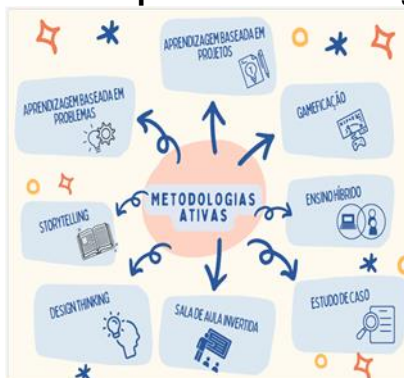 APRENDIZAGEM BASEADA EM
PROJETOS
APRENDIZAGEM BASEADA EM
PROBLEMAS
GAMEFICAÇÃO
METODOLOGIAS
ATIVAS
ENSINO HÍBRIDO
STORYTELLING
DESIGN THINKING
SALA DE AULA INVERTIDA
ESTUDO DE CASO